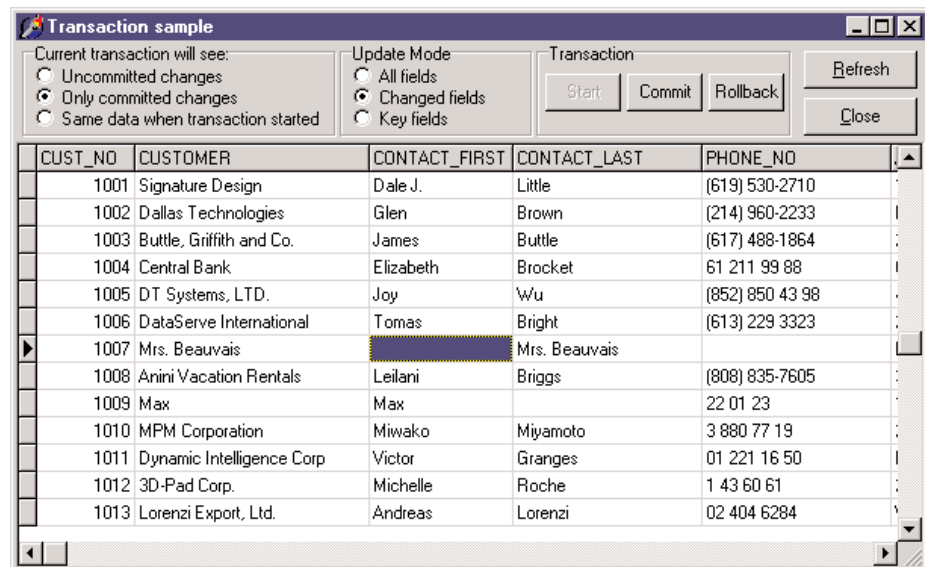 Transaction sample
Current transaction will see:
Uncommitted changes
Only committed changes
Same data when transaction started
Update Mode
All fields
Changed fields
Key fields
Transaction
Start Commit Rollback
Refresh
Close
CUST_NO CUSTOMER CONTACT_FIRST CONTACT_LAST PHONE_NO
1001 Signature Design Dale J. Little (619) 530-2710
1002 Dallas Technologies Glen Brown (214) 960-2233
1003 Buttle, Griffith and Co. James Buttle (617) 488-1864
1004 Central Bank Elizabeth Brocket 61 211 99 88
1005 DT Systems, LTD. Joy Wu (852) 850 43 98
1006 DataServe International Tomas Bright (613) 229 3323
1007 Mrs. Beauvais Mrs. Beauvais
1008 Anini Vacation Rentals Leilani Briggs (808) 835-7605
1009 Max Max 22 01 23
1010 MPM Corporation Miwako Miyamoto 3 880 77 19
1011 Dynamic Intelligence Corp Victor Granges 01 221 16 50
1012 3D-Pad Corp. Michelle Roche 1 43 60 61
1013 Lorenzi Export, Ltd. Andreas Lorenzi 02 404 6284